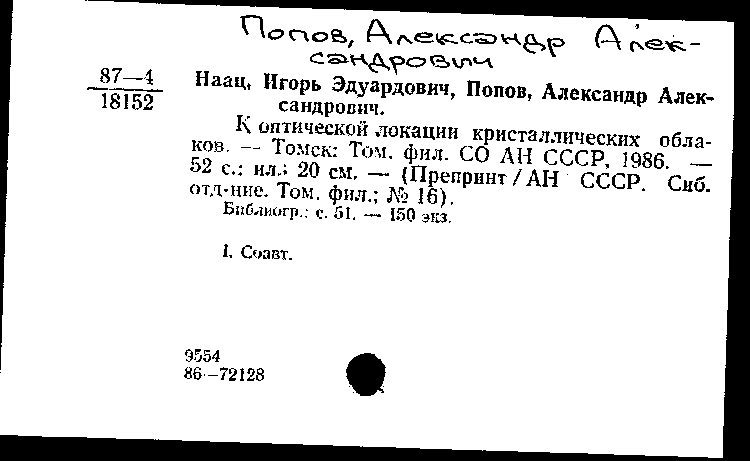 Попов, Александр Алек-
сандрович
87—4
18152
Наац, Игорь Эдуардович, Попов, Александр Алек-
сандрович.
К оптической локации кристаллических обла-
ков. — Томск: Том. фил. СО АН СССР, 1986. —
52 с.: ил.; 20 см. — (Препринт / АН СССР. Сиб.
отд-ние. Том. фил.; № 16).
Библиогр.: с. 51. — 150 экз.
1. Соавт.
9554
86—72128